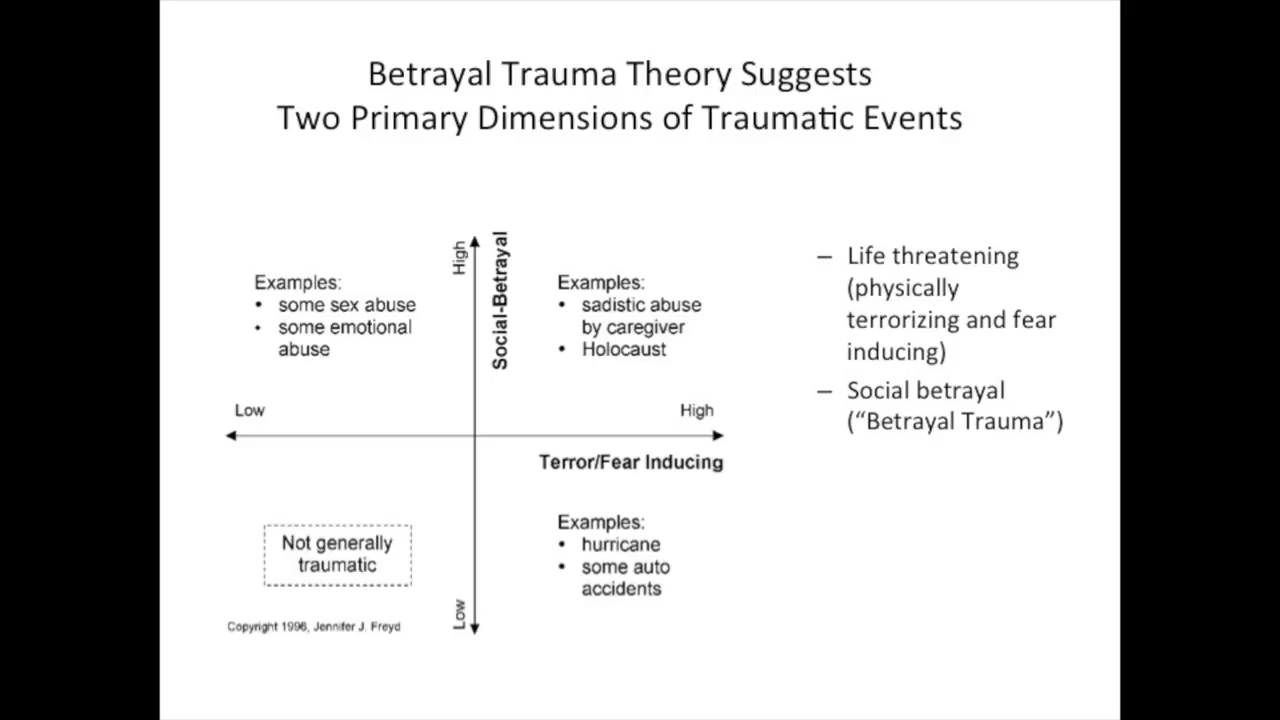 Betrayal Trauma Theory Suggests
Two Primary Dimensions of Traumatic Events
High
Social-Betrayal
Examples:
• some sex abuse
• some emotional
abuse
Examples:
• sadistic abuse
by caregiver
• Holocaust
Low
High
Terror/Fear Inducing
Not generally
traumatic
Examples:
• hurricane
• some auto
accidents
Low
Copyright 1996, Jennifer J. Freyd
– Life threatening
(physically
terrorizing and fear
inducing)
– Social betrayal
(“Betrayal Trauma”)